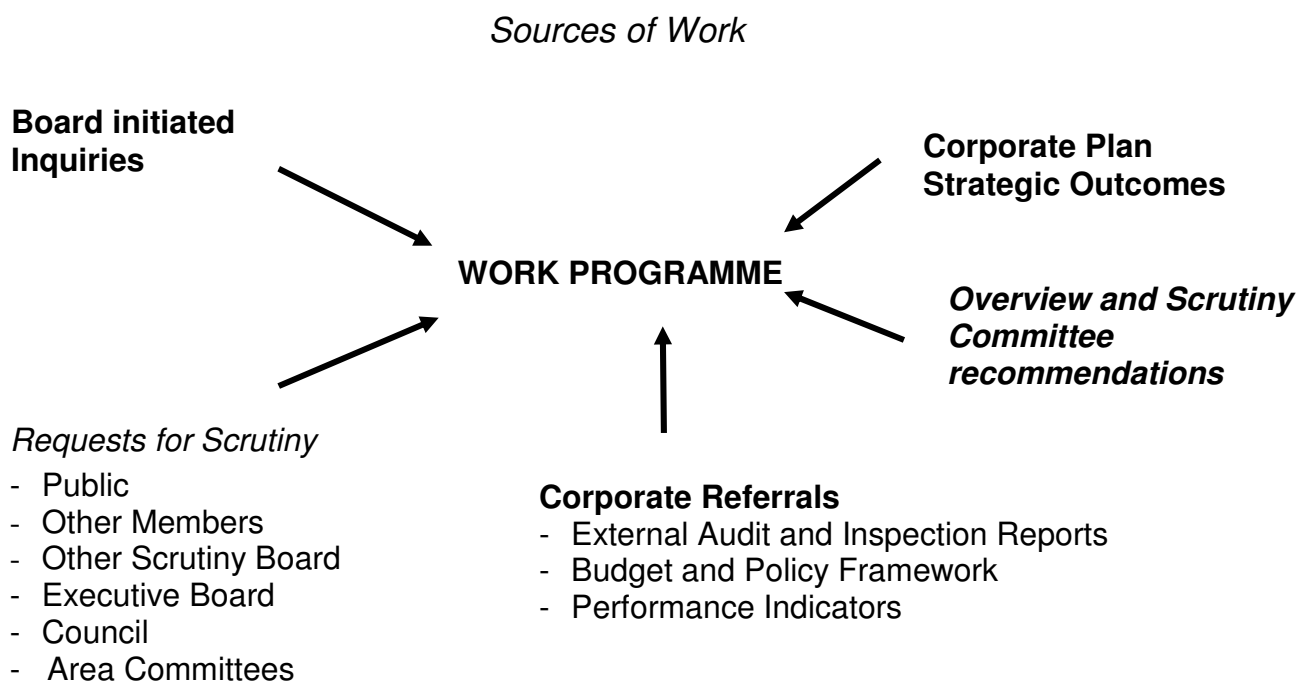 Sources of Work
Board initiated
Inquiries
Corporate Plan
Strategic Outcomes
WORK PROGRAMME
Overview and Scrutiny
Committee
recommendations
Requests for Scrutiny
- Public
- Other Members
- Other Scrutiny Board
- Executive Board
- Council
- Area Committees
Corporate Referrals
- External Audit and Inspection Reports
- Budget and Policy Framework
- Performance Indicators